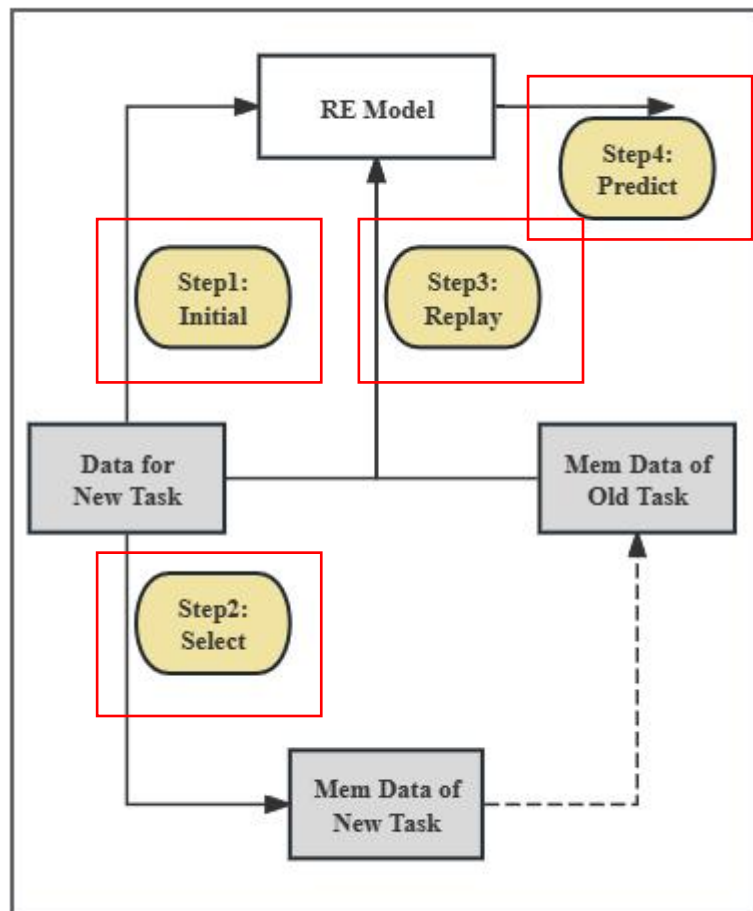 RE Model
Step4:
Predict
Step1:
Initial
Step3:
Replay
Data for
New Task
Mem Data of
Old Task
Step2:
Select
Mem Data of
New Task